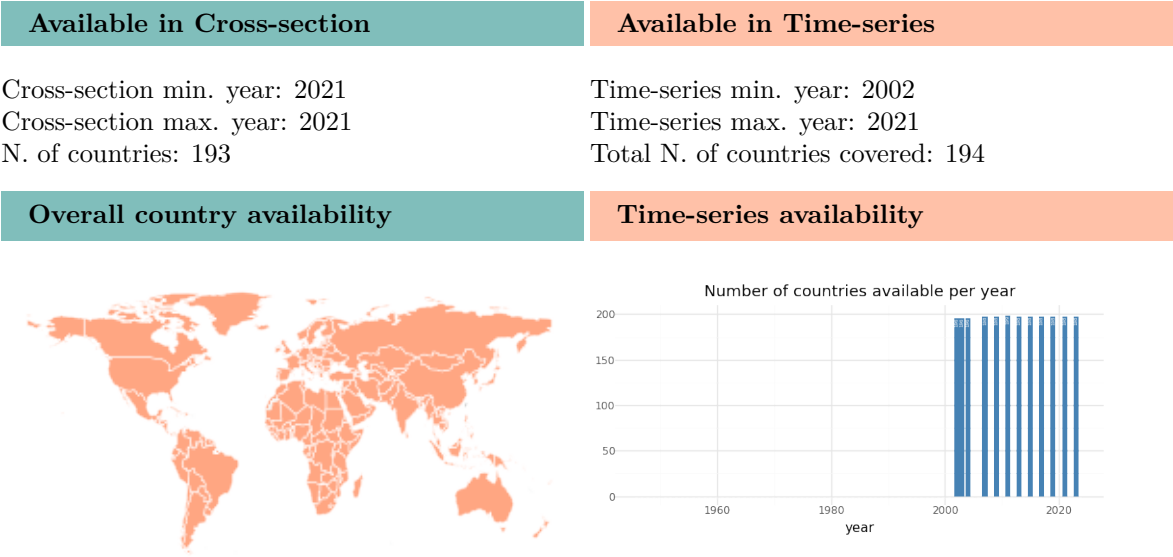 Available in Cross-section
Available in Time-series
Cross-section min. year: 2021
Cross-section max. year: 2021
N. of countries: 193
Time-series min. year: 2002
Time-series max. year: 2021
Total N. of countries covered: 194
Overall country availability
Time-series availability
Number of countries available per year
200
150
100
50
0
1960
1980
2000
2020
year